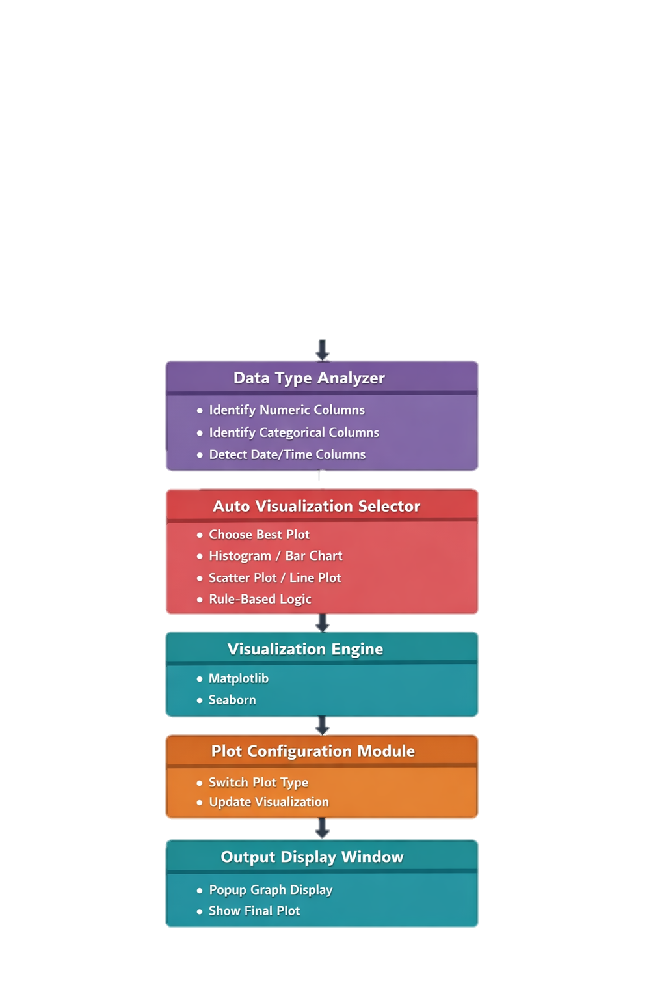 Data Type Analyzer
• Identify Numeric Columns
• Identify Categorical Columns
• Detect Date/Time Columns
Auto Visualization Selector
• Choose Best Plot
• Histogram / Bar Chart
• Scatter Plot / Line Plot
• Rule-Based Logic
Visualization Engine
• Matplotlib
• Seaborn
Plot Configuration Module
• Switch Plot Type
• Update Visualization
Output Display Window
• Popup Graph Display
• Show Final Plot